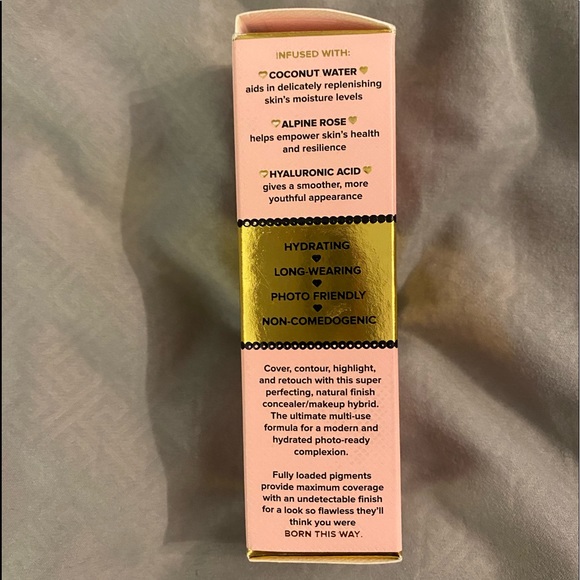 INFUSED WITH:
COCONUT WATER
aids in delicately replenishing
skin's moisture levels
ALPINE ROSE
helps empower skin's health
and resilience
HYALURONIC ACID
gives a smoother, more
youthful appearance
HYDRATING
LONG-WEARING
PHOTO FRIENDLY
NON-COMEDOGENIC
Cover, contour, highlight,
and retouch with this super
perfecting, natural finish
concealer/makeup hybrid.
The ultimate multi-use
formula for a modern and
hydrated photo-ready
complexion.
Fully loaded pigments
provide maximum coverage
with an undetectable finish
for a look so flawless they'll
think you were
BORN THIS WAY.